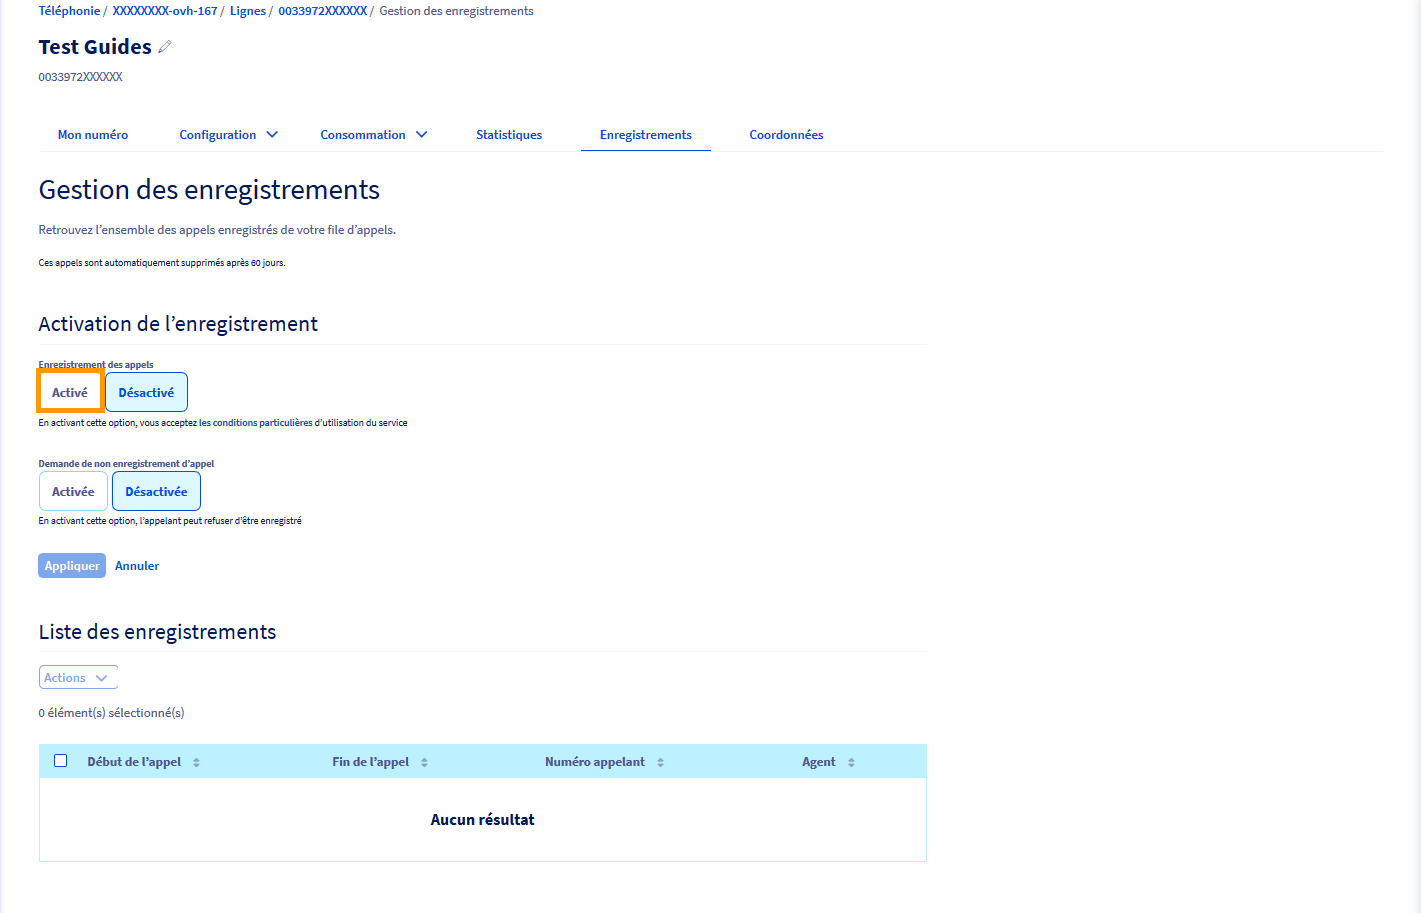 Téléphonie / XXXXXXXX-ovh-167 / Lignes / 0033972XXXXXX / Gestion des enregistrements
Test Guides
0033972XXXXXX
Mon numéro Configuration Consommation Statistiques Enregistrements Coordonnées
Gestion des enregistrements
Retrouvez l’ensemble des appels enregistrés de votre file d’appels.
Ces appels sont automatiquement supprimés après 60 jours.
Activation de l’enregistrement
Enregistrement des appels
Activé Désactivé
En activant cette option, vous acceptez les conditions particulières d’utilisation du service
Demande de non enregistrement d’appel
Activée Désactivée
En activant cette option, l’appelant peut refuser d’être enregistré
Appliquer Annuler
Liste des enregistrements
Actions
0 élément(s) sélectionné(s)
Début de l’appel Fin de l’appel Numéro appelant Agent
Aucun résultat